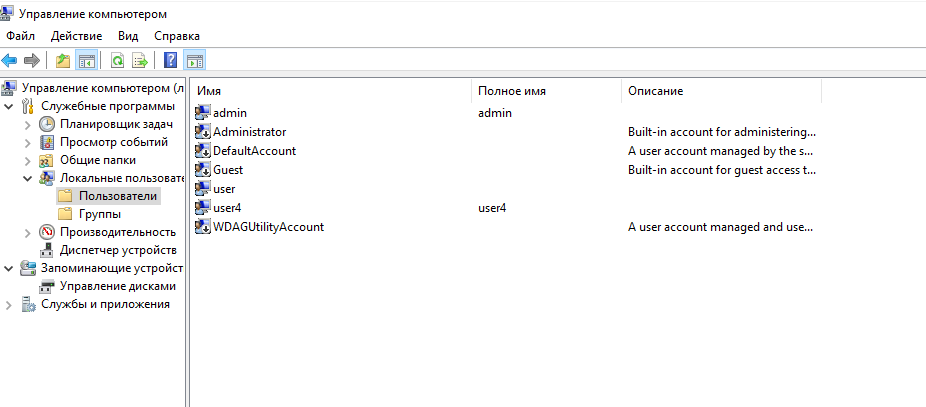 Управление компьютером
Файл Действие Вид Справка
Управление компьютером (л
Служебные программы
Планировщик задач
Просмотр событий
Общие папки
Локальные пользовате
Пользователи
Группы
Производительность
Диспетчер устройств
Запоминающие устройст
Управление дисками
Службы и приложения
Имя Полное имя Описание
admin admin
Administrator Built-in account for administering...
DefaultAccount A user account managed by the s...
Guest Built-in account for guest access t...
user
user4 user4
WDAGUtilityAccount A user account managed and use...